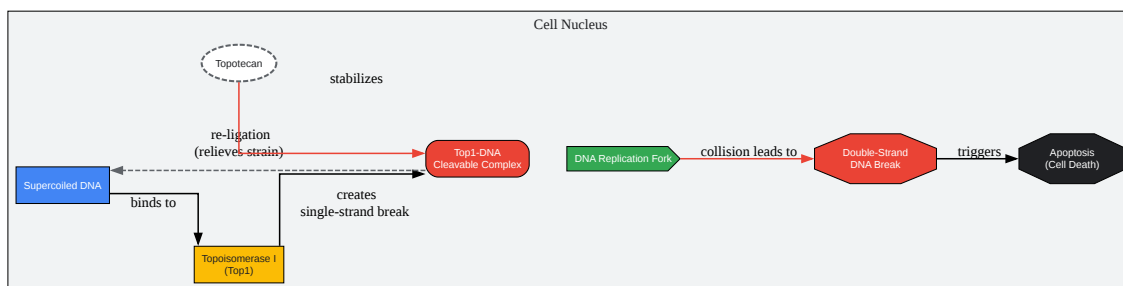 Cell Nucleus
Topotecan
stabilizes
re-ligation
(relieves strain)
Top1-DNA
Cleavable Complex
DNA Replication Fork
collision leads to
Double-Strand
DNA Break
triggers
Apoptosis
(Cell Death)
Supercoiled DNA
binds to
creates
single-strand break
Topoisomerase I
(Top1)